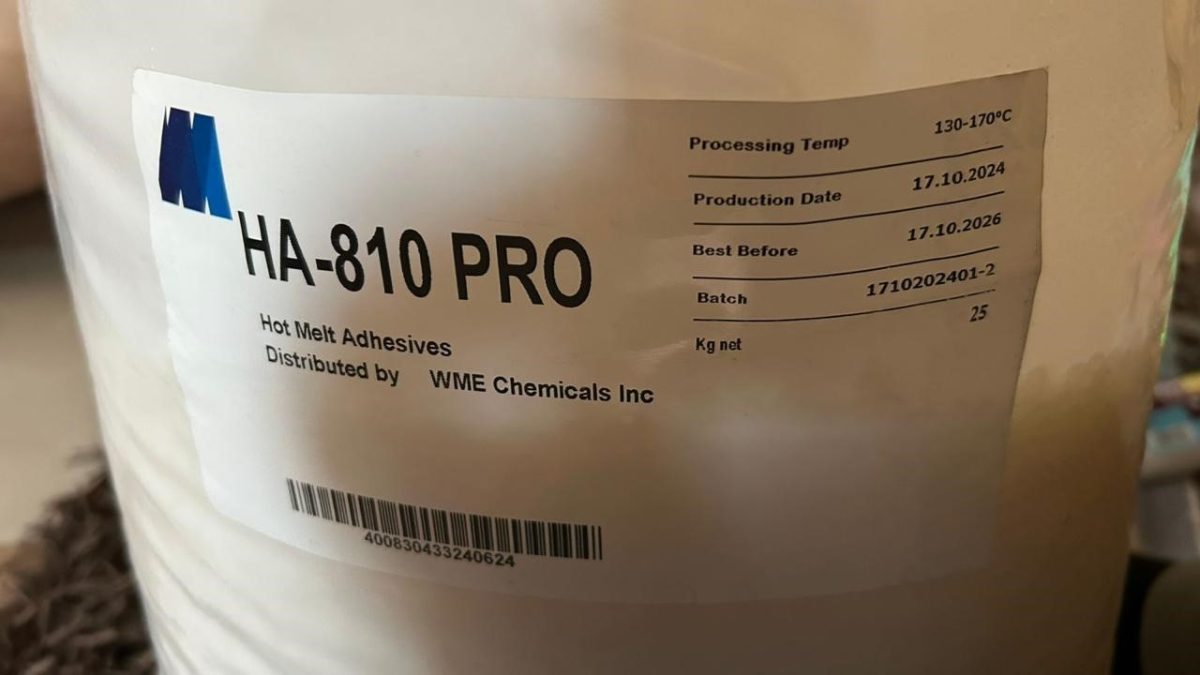 HA-810 PRO
Hot Melt Adhesives
Distributed by WME Chemicals Inc
Processing Temp 130-170°C
Production Date 17.10.2024
Best Before 17.10.2026
Batch 1710202401-2
Kg net 25
400830433240624